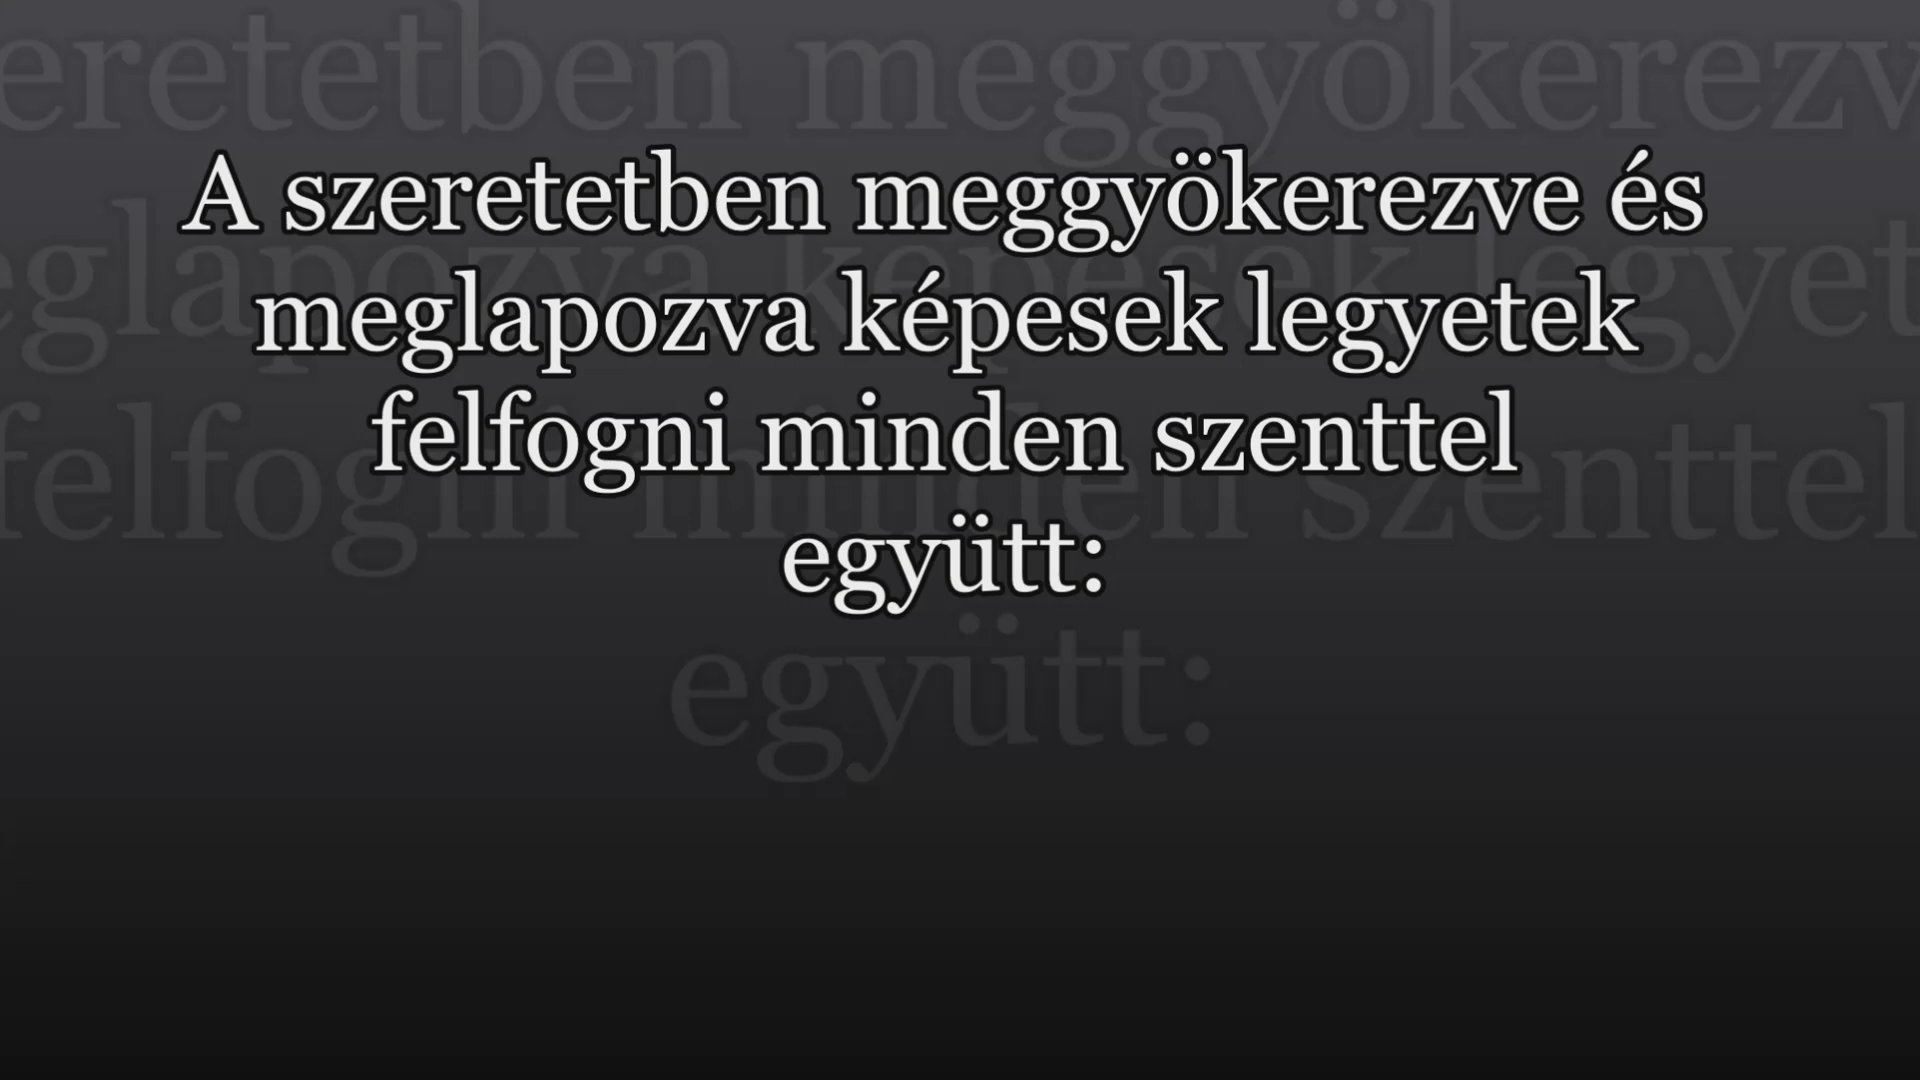 A szeretetben meggyökerezve és
meglapozva képesek legyetek
felfogni minden szenttel
együtt: